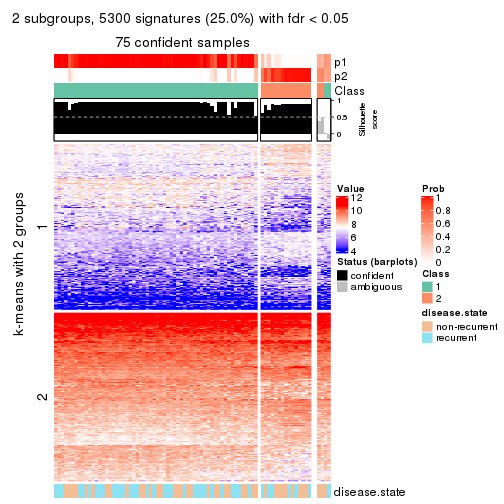 2 subgroups, 5300 signatures (25.0%) with fdr < 0.05
75 confident samples
p1
p2
Class
1
0.5
0
Silhouette
score
k-means with 2 groups
1
2
disease.state
Value
12
10
8
6
4
Status (barplots)
confident
ambiguous
Prob
1
0.8
0.6
0.4
0.2
0
Class
1
2
disease.state
non-recurrent
recurrent